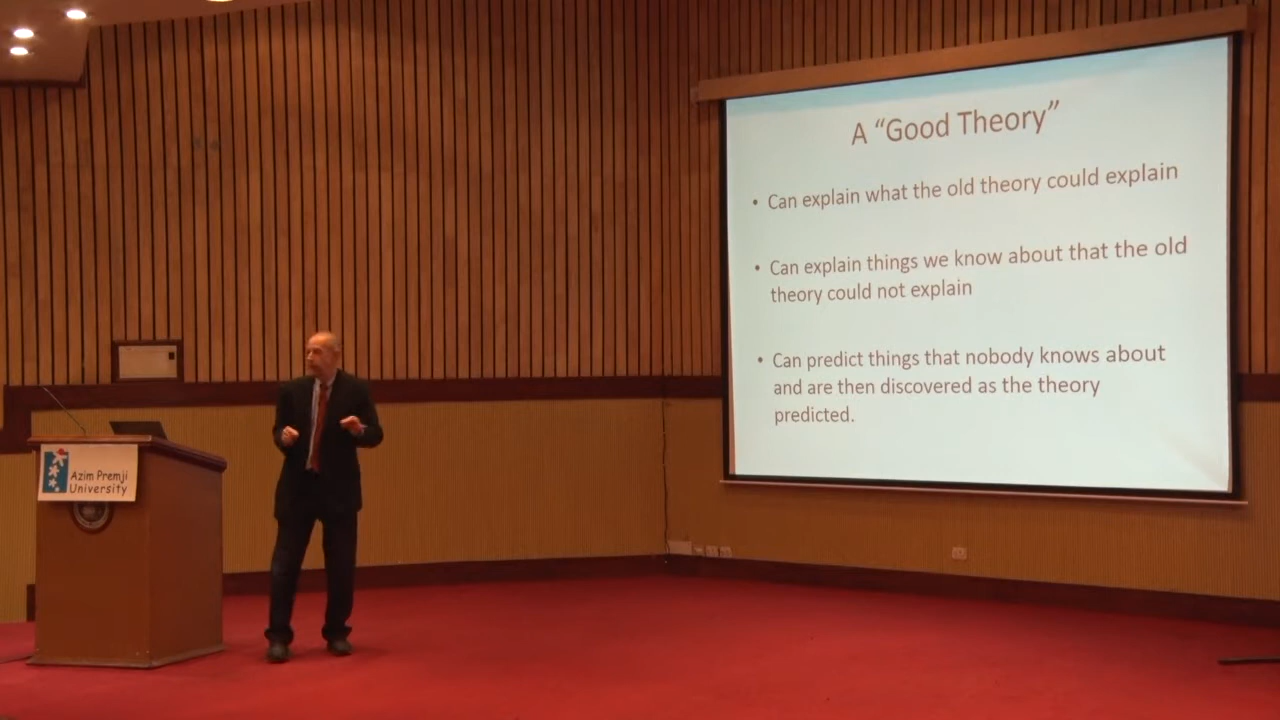 A “Good Theory”
• Can explain what the old theory could explain
• Can explain things we know about that the old
theory could not explain
• Can predict things that nobody knows about
and are then discovered as the theory
predicted.
Azim Premji
University